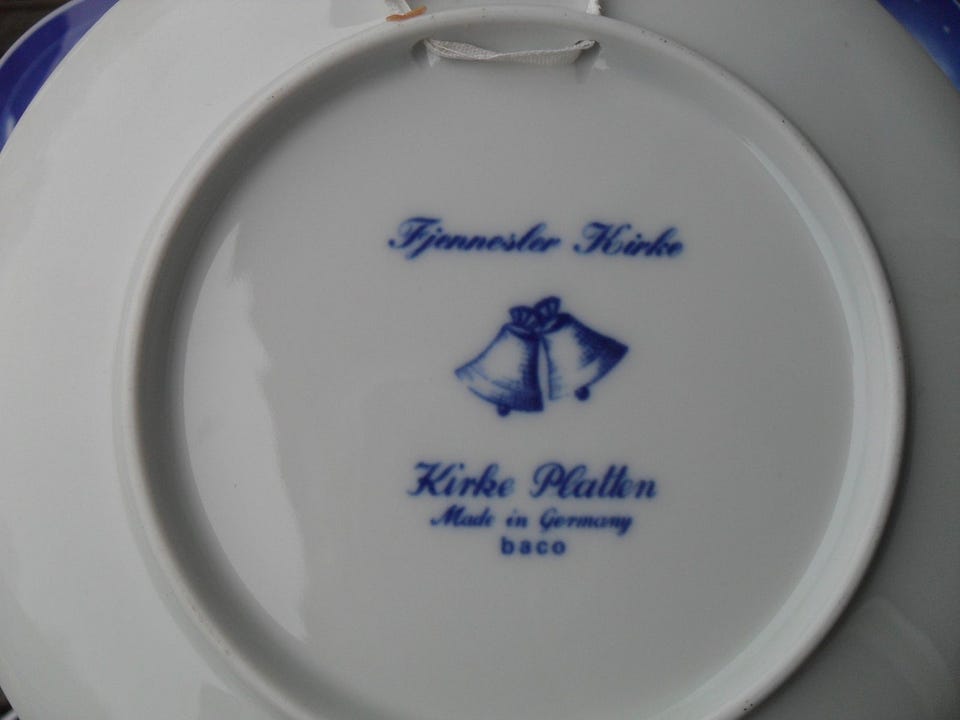 Fjennesler Kirke
Kirke Platten
Made in Germany
baco